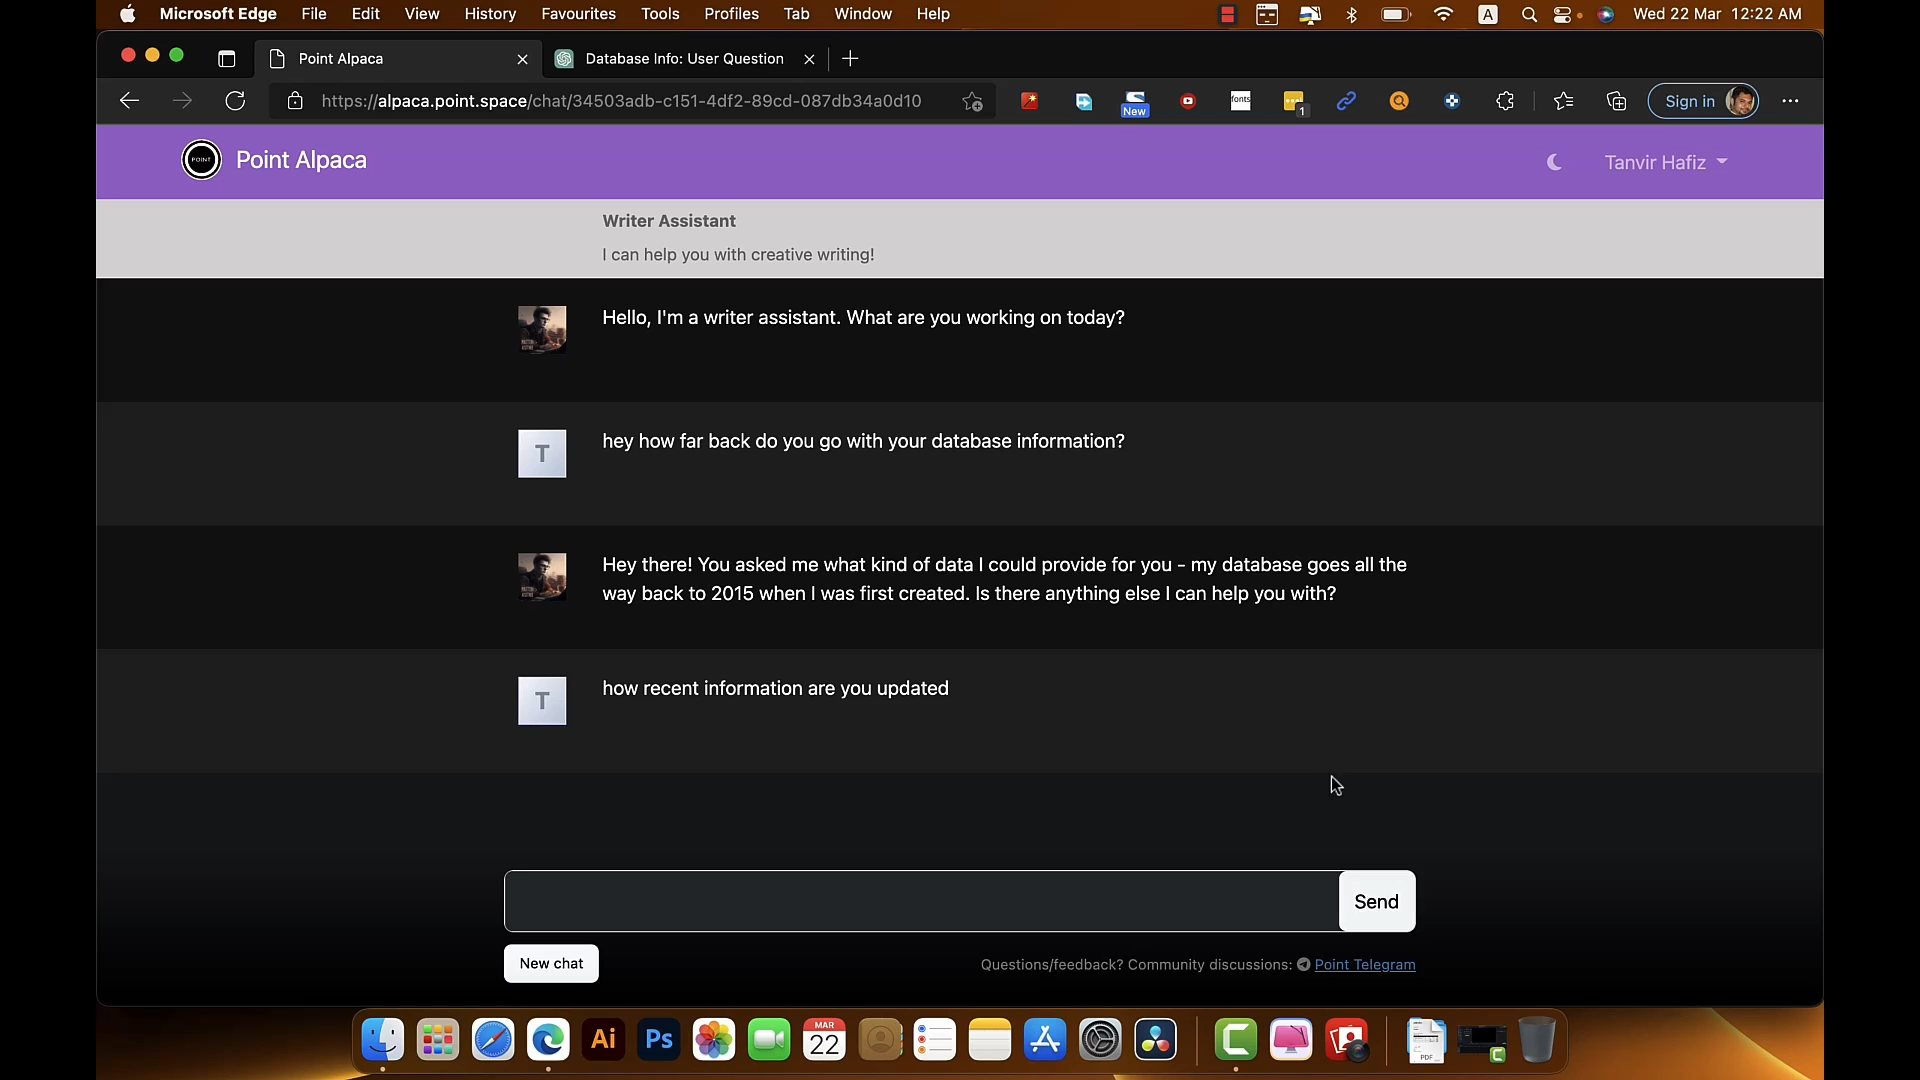 Microsoft Edge File Edit View History Favourites Tools Profiles Tab Window Help A Wed 22 Mar 12:22 AM
Point Alpaca Database Info: User Question
https://alpaca.point.space/chat/34503adb-c151-4df2-89cd-087db34a0d10 New fonts 1 Sign in
POINT Point Alpaca Tanvir Hafiz
Writer Assistant
I can help you with creative writing!
Hello, I'm a writer assistant. What are you working on today?
T hey how far back do you go with your database information?
Hey there! You asked me what kind of data I could provide for you - my database goes all the
way back to 2015 when I was first created. Is there anything else I can help you with?
T how recent information are you updated
Send
New chat Questions/feedback? Community discussions: Point Telegram
Ai Ps MAR 22 PDF